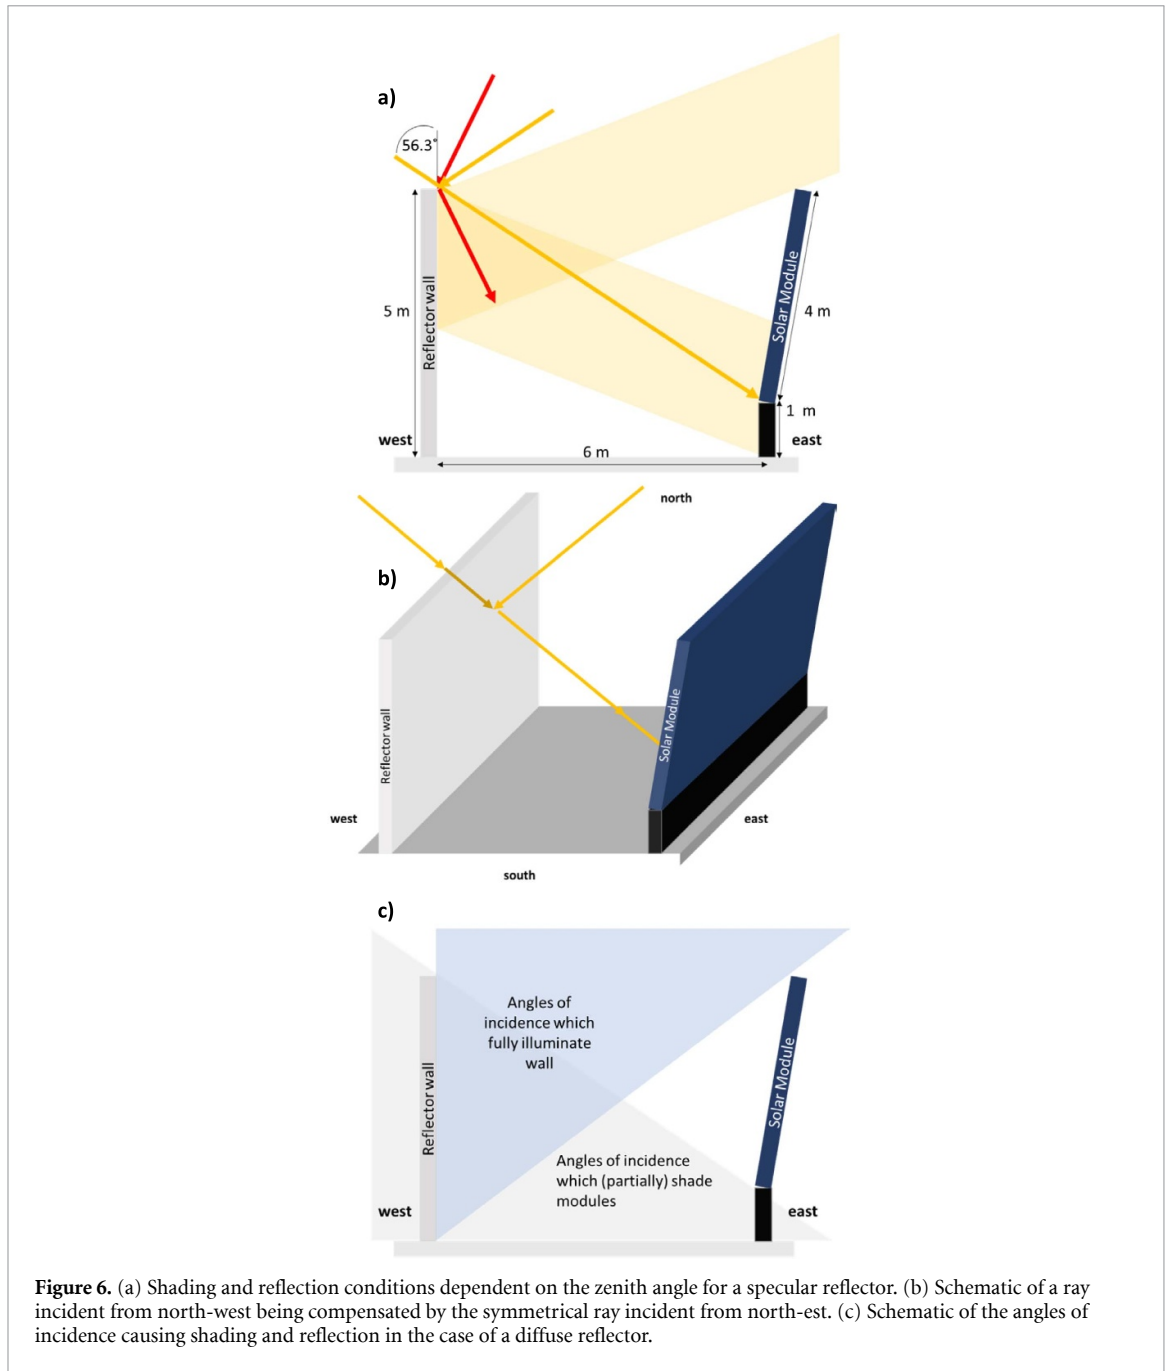 a)
56.3°
Reflector wall
5 m
Solar Module
4 m
1 m
west
east
6 m
north
b)
Reflector wall
Solar Module
west
east
south
c)
Angles of
incidence which
fully illuminate
wall
Reflector wall
Solar Module
Angles of incidence
which (partially) shade
modules
west
east
Figure 6. (a) Shading and reflection conditions dependent on the zenith angle for a specular reflector. (b) Schematic of a ray
incident from north-west being compensated by the symmetrical ray incident from north-est. (c) Schematic of the angles of
incidence causing shading and reflection in the case of a diffuse reflector.